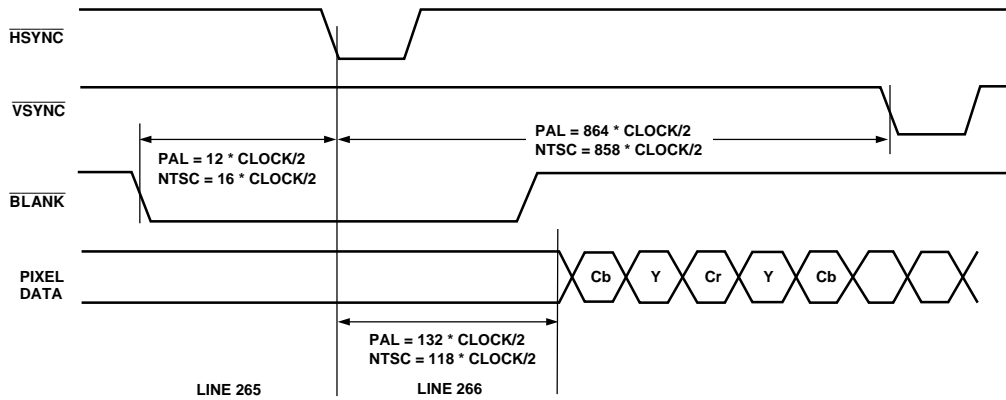 HSYNC
VSYNC
PAL = 12 * CLOCK/2
NTSC = 16 * CLOCK/2
PAL = 864 * CLOCK/2
NTSC = 858 * CLOCK/2
BLANK
PIXEL
DATA
Cb Y Cr Y Cb
PAL = 132 * CLOCK/2
NTSC = 118 * CLOCK/2
LINE 265 LINE 266